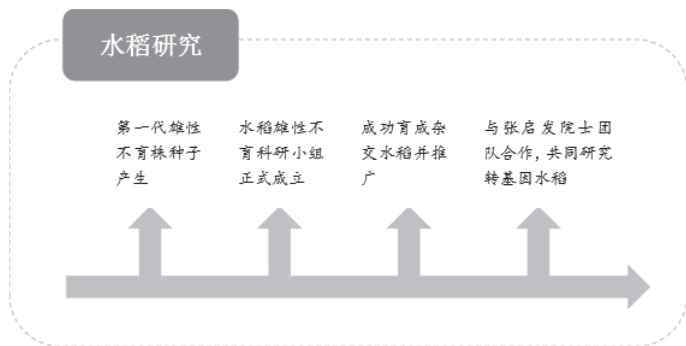 水稻研究
第一代雄性
不育株种子
产生
水稻雄性不
育科研小组
正式成立
成功育成杂
交水稻并推
广
与张启发院士团
队合作，共同研究
转基因水稻